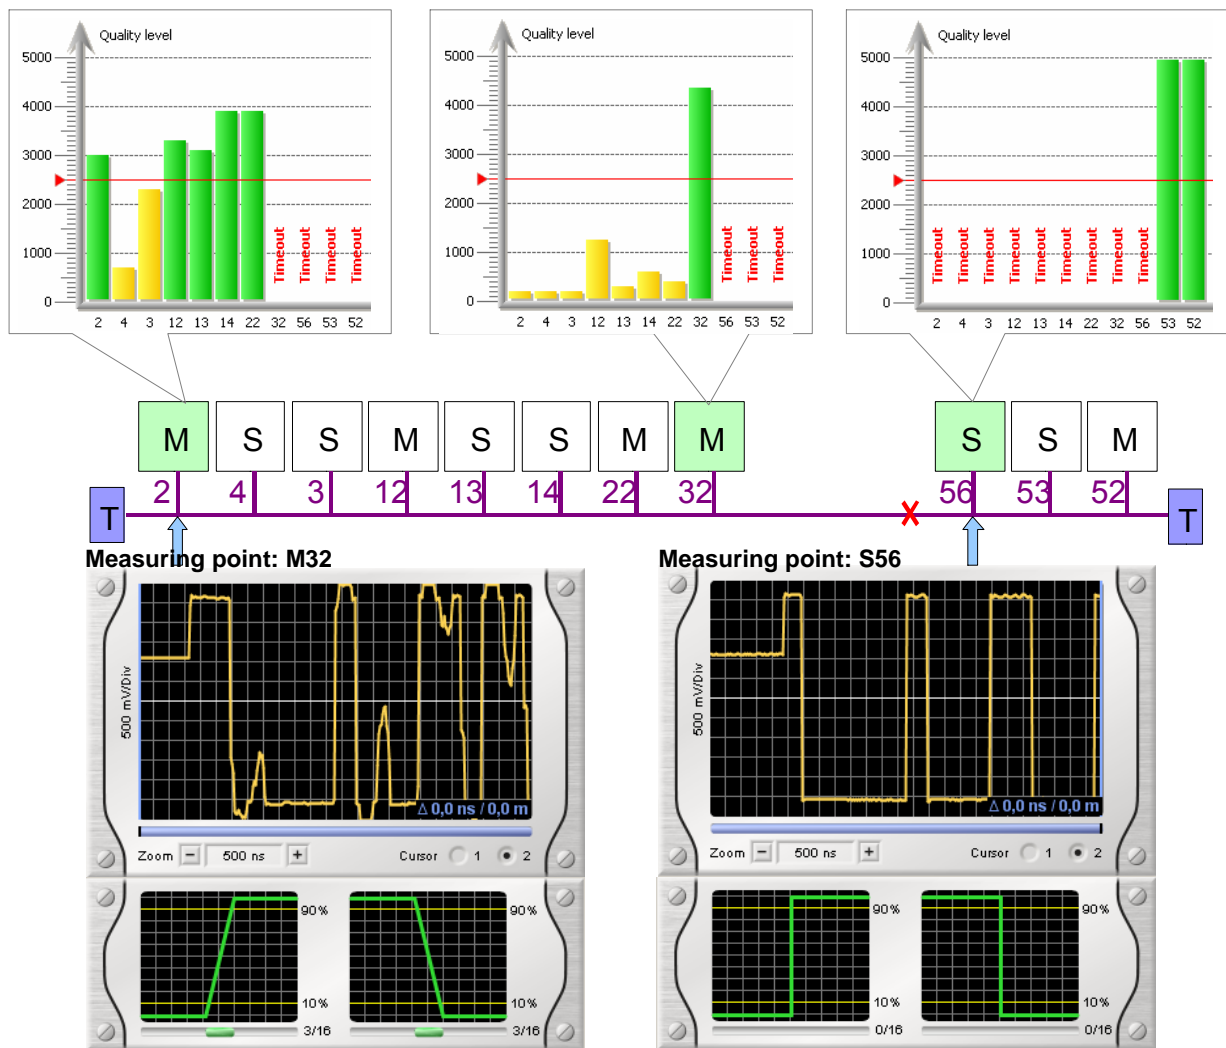 Quality level
5000
4000
3000
2000
1000
0
Timeout Timeout Timeout Timeout
2 4 3 12 13 14 22 32 56 53 52
Quality level
5000
4000
3000
2000
1000
0
Timeout Timeout Timeout
2 4 3 12 13 14 22 32 56 53 52
Quality level
5000
4000
3000
2000
1000
0
Timeout Timeout Timeout Timeout Timeout Timeout Timeout Timeout Timeout
2 4 3 12 13 14 22 32 56 53 52
M S S M S S M M S S M
2 4 3 12 13 14 22 32 56 53 52
T T
Measuring point: M32
500 mV/Div
Δ 0,0 ns / 0,0 m
Zoom − 500 ns + Cursor 1 2
90% 90%
10% 10%
3/16 3/16
Measuring point: S56
500 mV/Div
Δ 0,0 ns / 0,0 m
Zoom − 500 ns + Cursor 1 2
90% 90%
10% 10%
0/16 0/16